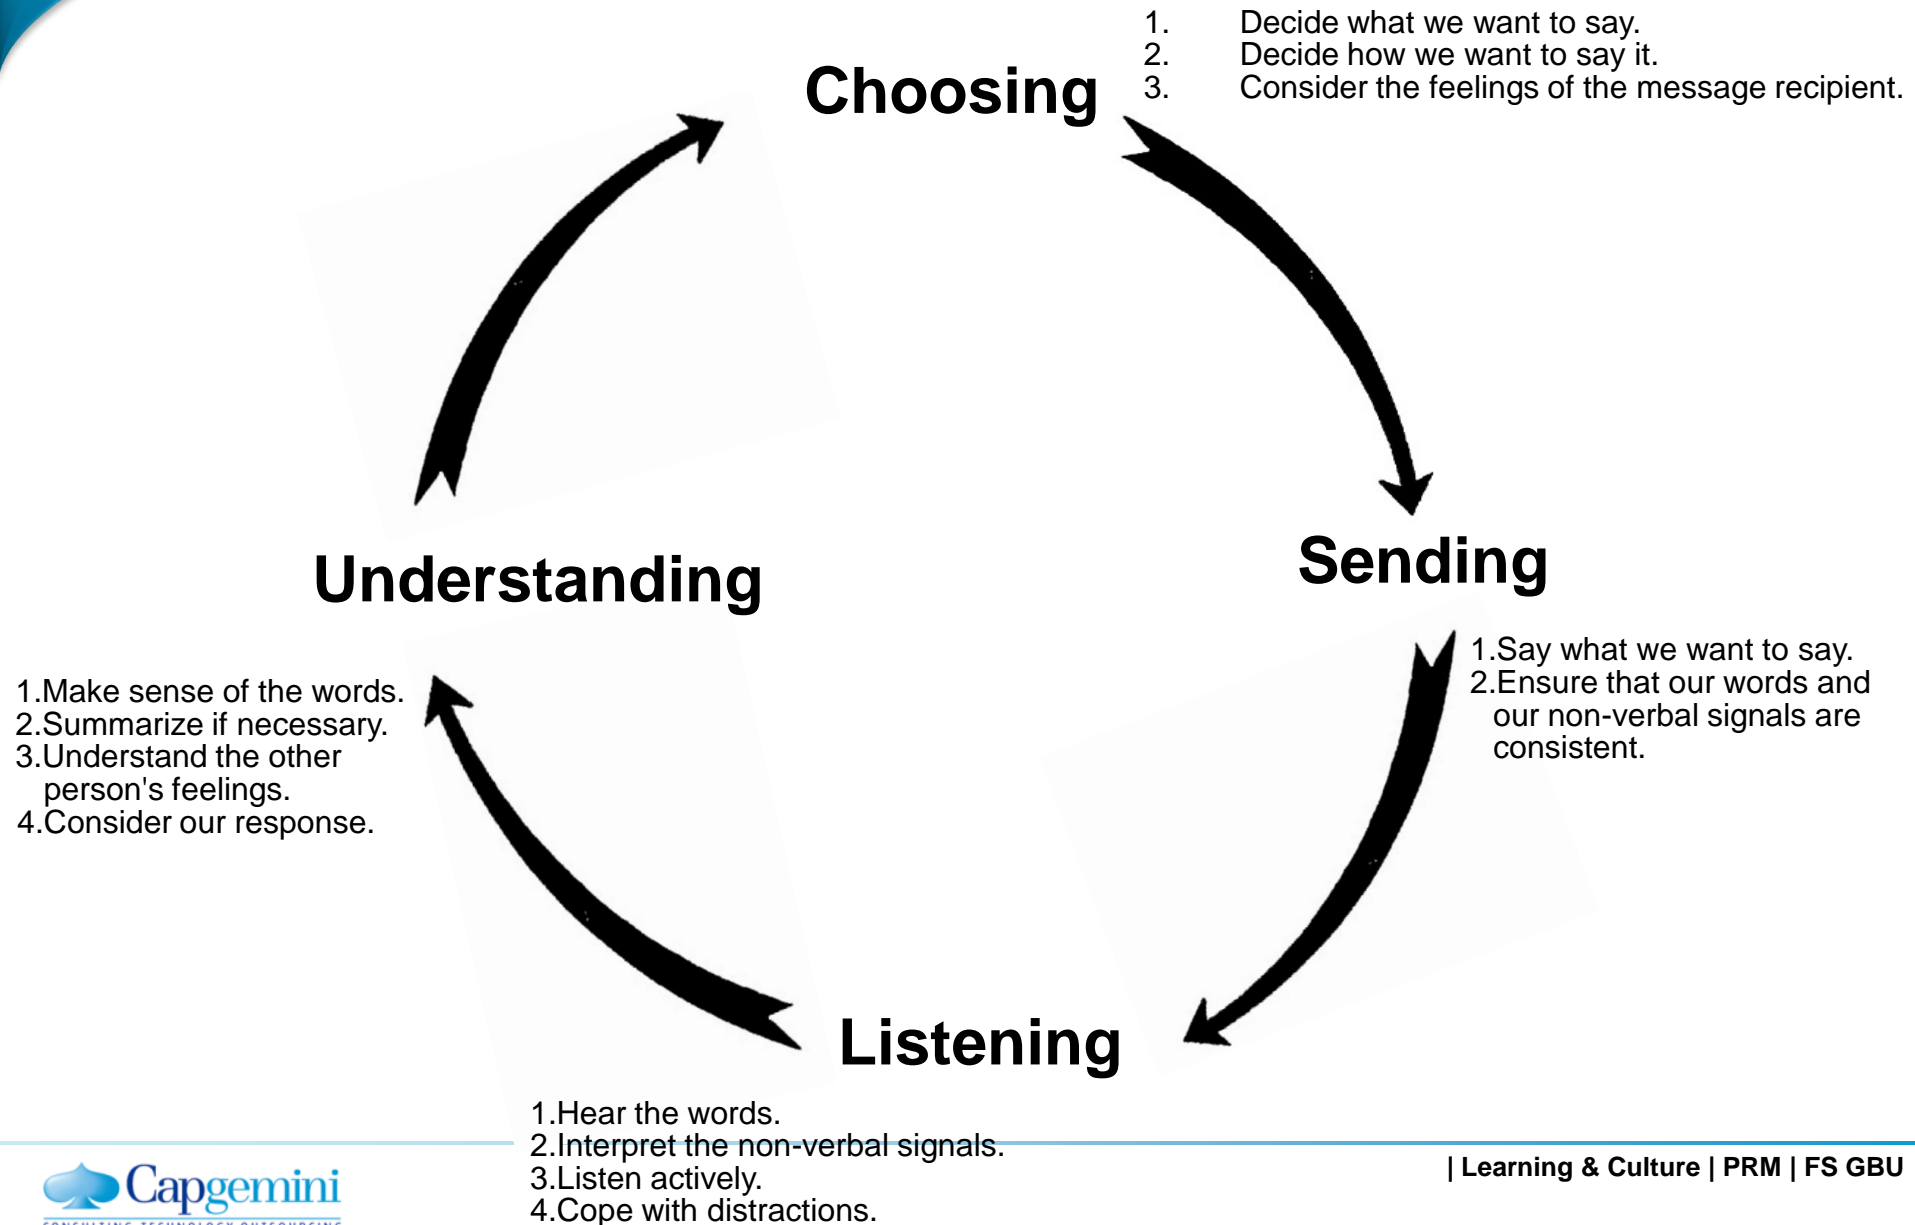 Choosing
1. Decide what we want to say.
2. Decide how we want to say it.
3. Consider the feelings of the message recipient.
Sending
1.Say what we want to say.
2.Ensure that our words and
our non-verbal signals are
consistent.
Understanding
1.Make sense of the words.
2.Summarize if necessary.
3.Understand the other
person's feelings.
4.Consider our response.
Listening
1.Hear the words.
2.Interpret the non-verbal signals.
3.Listen actively.
4.Cope with distractions.
Capgemini
CONSULTING.TECHNOLOGY.OUTSOURCING
| Learning & Culture | PRM | FS GBU